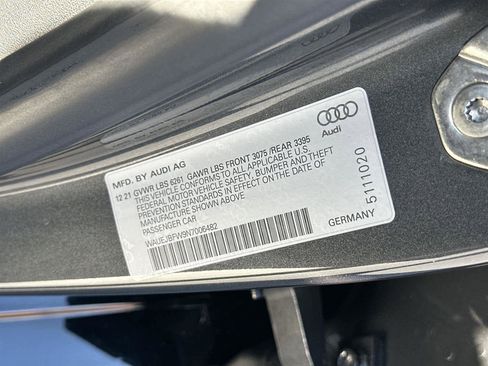 Audi
MFD. BY AUDI AG
12 21 GVWR LBS 6261 GAWR LBS FRONT 3075 /REAR 3395
THIS VEHICLE CONFORMS TO ALL APPLICABLE U.S.
FEDERAL MOTOR VEHICLE SAFETY, BUMPER AND THEFT
PREVENTION STANDARDS IN EFFECT ON THE DATE OF
MANUFACTURE SHOWN ABOVE
PASSENGER CAR
WAUEJBFW9N7006482
GERMANY
5111020